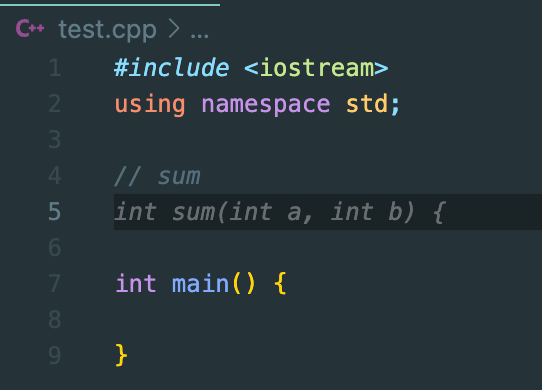 C++ test.cpp > ...
1 #include <iostream>
2 using namespace std;
3
4 // sum
5 int sum(int a, int b) {
6
7 int main() {
8
9 }